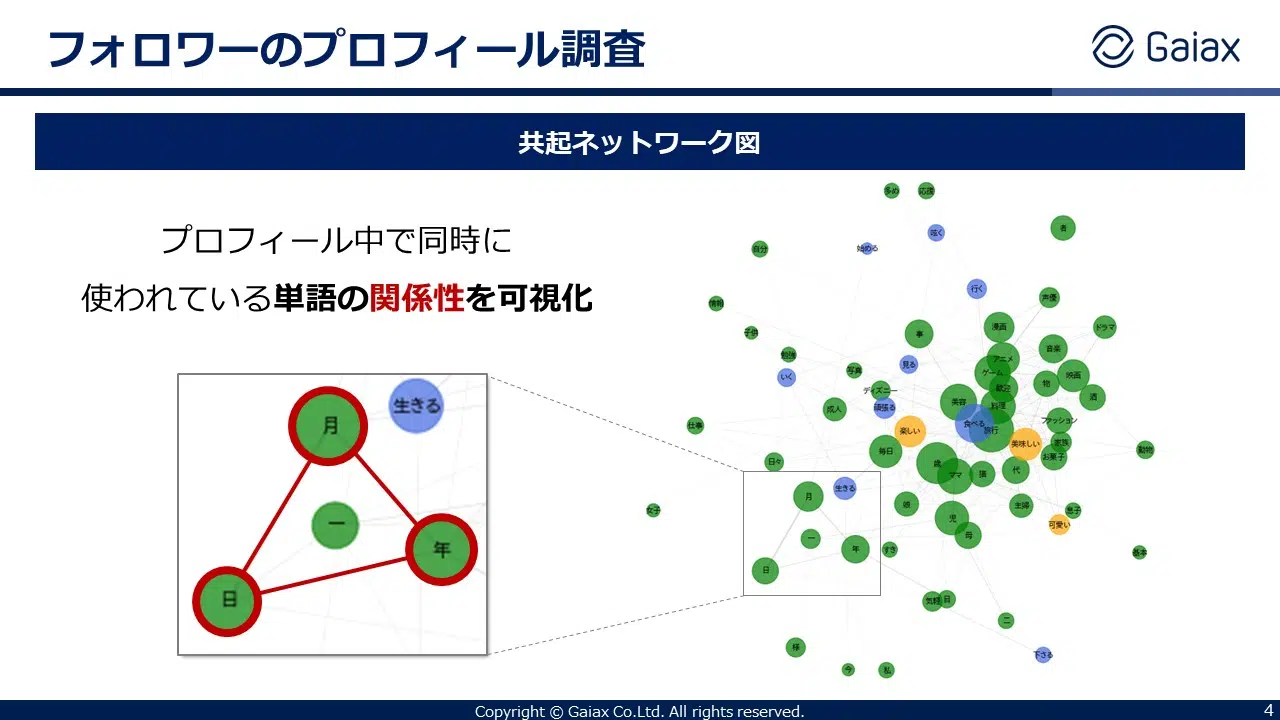 フォロワーのプロフィール調査
Gaiax
共起ネットワーク図
プロフィール中で同時に
使われている単語の関係性を可視化
月
生きる
一
年
日
多め
応援
者
呟く
自分
始める
行く
情報
声優
子供
事
漫画
ドラマ
勉強
音楽
アニメ
見る
いく
写真
ゲーム
映画
物
ディズニー
歓迎
酒
成人
頑張る
美容
料理
仕事
食べる
旅行
ファッション
楽しい
美味しい
家族
毎日
お菓子
動物
日々
歳
ママ
猫
代
生きる
月
娘
主婦
息子
女子
児
可愛い
一
母
年
すき
基本
日
気軽
目
二
様
下さる
今
私
Copyright © Gaiax Co.Ltd. All rights reserved.
4